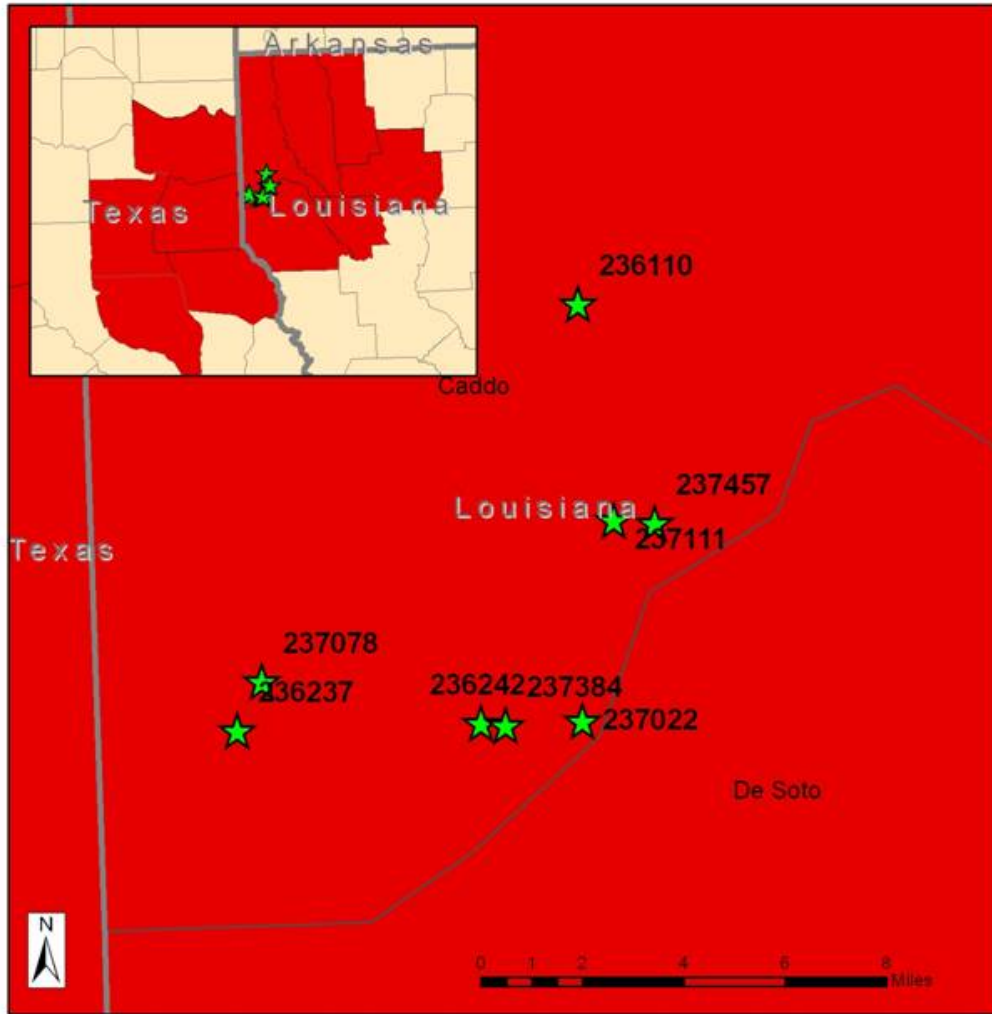 Arkansas
Texas
Louisiana
236110
Caddo
237457
Louisiana
237111
Texas
237078
236237
236242
237384
237022
De Soto
N
0 1 2 4 6 8
Miles